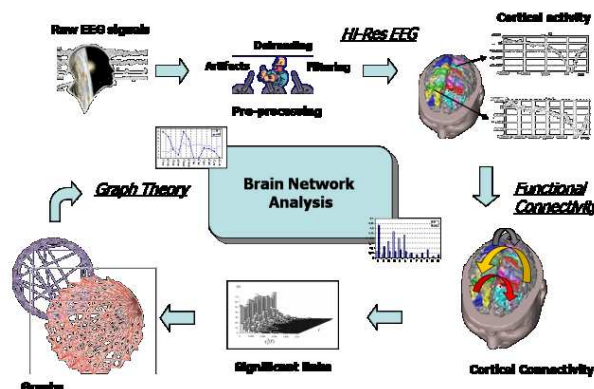 Raw EEG signals
Detrending
Artifacts
Filtering
Pre-processing
Hi-Res EEG
Cortical activity
Graph Theory
Brain Network
Analysis
Functional
Connectivity
Significant links
Cortical Connectivity
Graphs